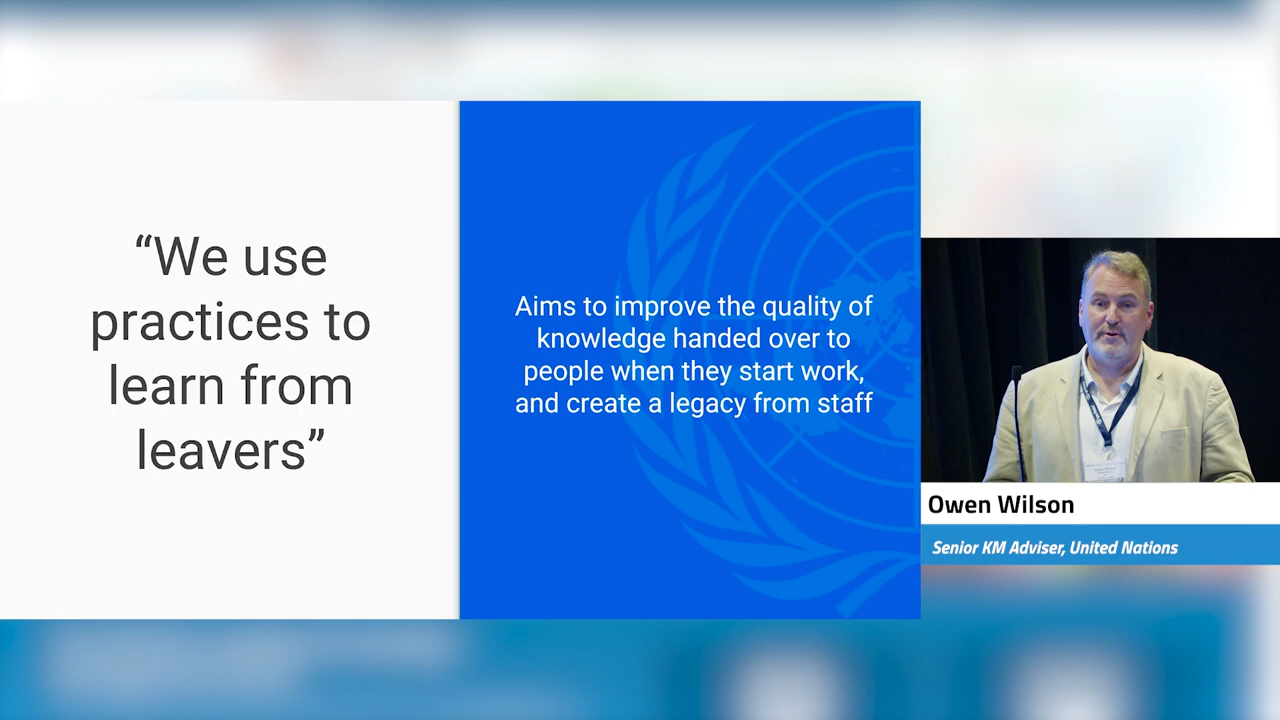 “We use
practices to
learn from
leavers”
Aims to improve the quality of
knowledge handed over to
people when they start work,
and create a legacy from staff
Owen Wilson
Senior KM Adviser, United Nations